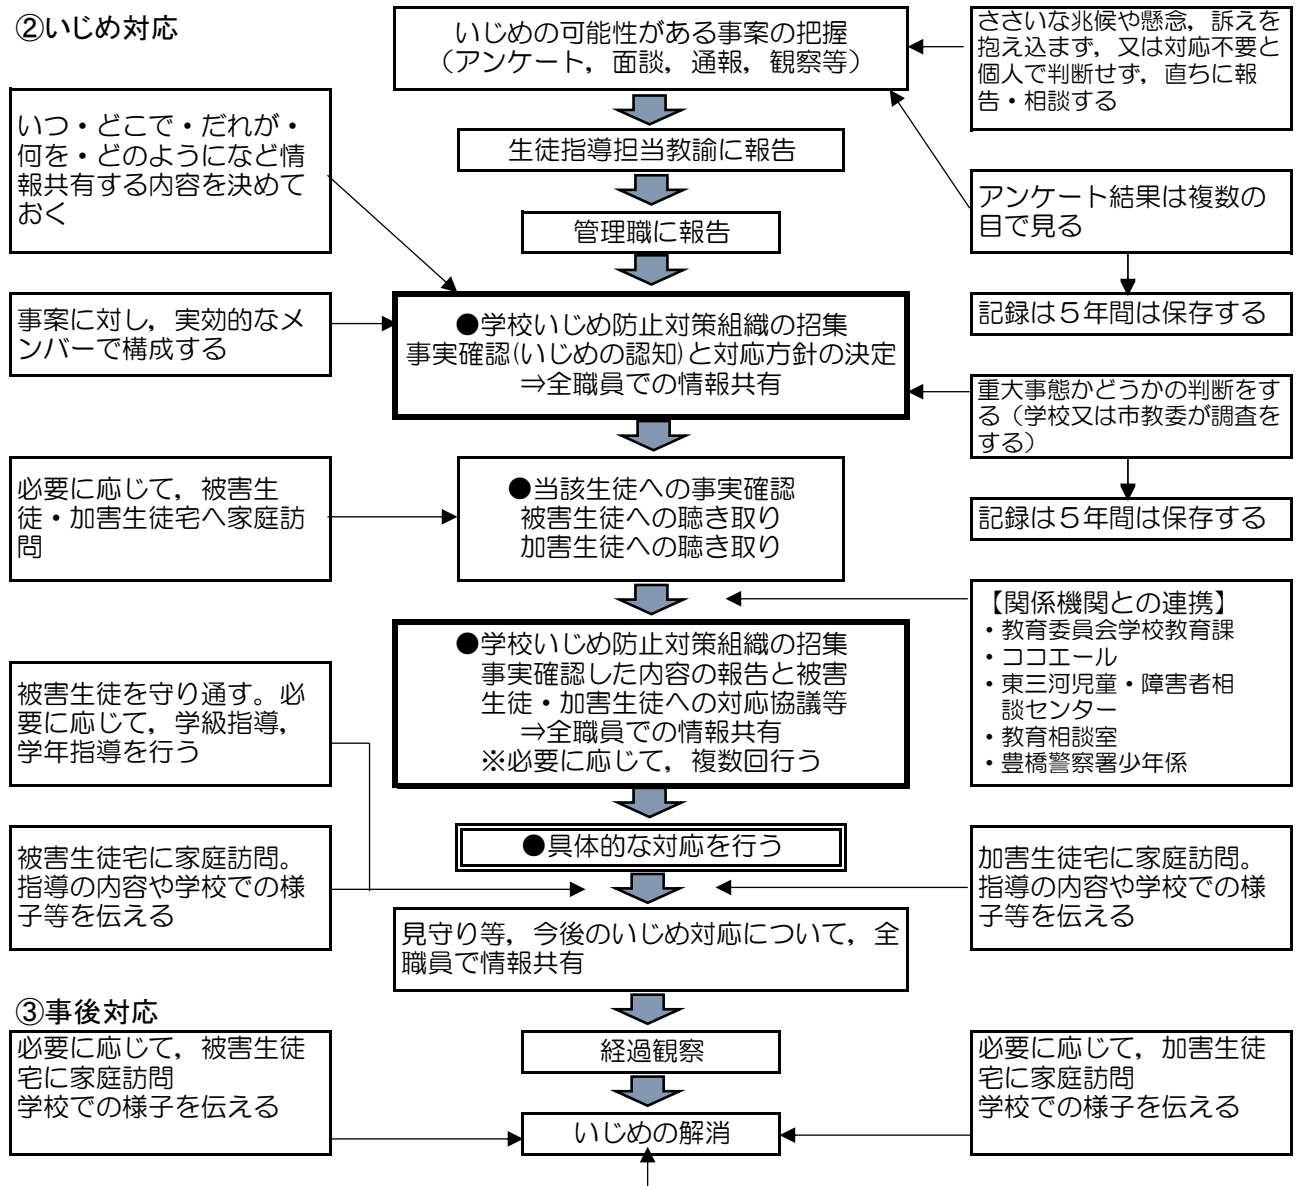 ②いじめ対応
いじめの可能性がある事案の把握
（アンケート，面談，通報，観察等）
ささいな兆候や懸念，訴えを
抱え込まず，又は対応不要と
個人で判断せず，直ちに報
告・相談する
いつ・どこで・だれが・
何を・どのようになど情
報共有する内容を決めて
おく
生徒指導担当教諭に報告
アンケート結果は複数の
目で見る
管理職に報告
記録は５年間は保存する
事案に対し，実効的なメ
ンバーで構成する
●学校いじめ防止対策組織の招集
事実確認(いじめの認知)と対応方針の決定
⇒全職員での情報共有
重大事態かどうかの判断をす
る（学校又は市教委が調査を
する）
必要に応じて，被害生
徒・加害生徒宅へ家庭訪
問
●当該生徒への事実確認
被害生徒への聴き取り
加害生徒への聴き取り
記録は５年間は保存する
【関係機関との連携】
・教育委員会学校教育課
・ココエール
・東三河児童・障害者相
談センター
・教育相談室
・豊橋警察署少年係
●学校いじめ防止対策組織の招集
事実確認した内容の報告と被害
生徒・加害生徒への対応協議等
⇒全職員での情報共有
※必要に応じて，複数回行う
被害生徒を守り通す。必
要に応じて，学級指導，
学年指導を行う
●具体的な対応を行う
被害生徒宅に家庭訪問。
指導の内容や学校での様
子等を伝える
加害生徒宅に家庭訪問。
指導の内容や学校での様
子等を伝える
見守り等，今後のいじめ対応について，全
職員で情報共有
③事後対応
必要に応じて，被害生徒
宅に家庭訪問
学校での様子を伝える
経過観察
必要に応じて，加害生徒
宅に家庭訪問
学校での様子を伝える
いじめの解消